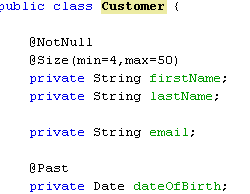 public class Customer {
@NotNull
@Size(min=4,max=50)
private String firstName;
private String lastName;
private String email;
@Past
private Date dateOfBirth;